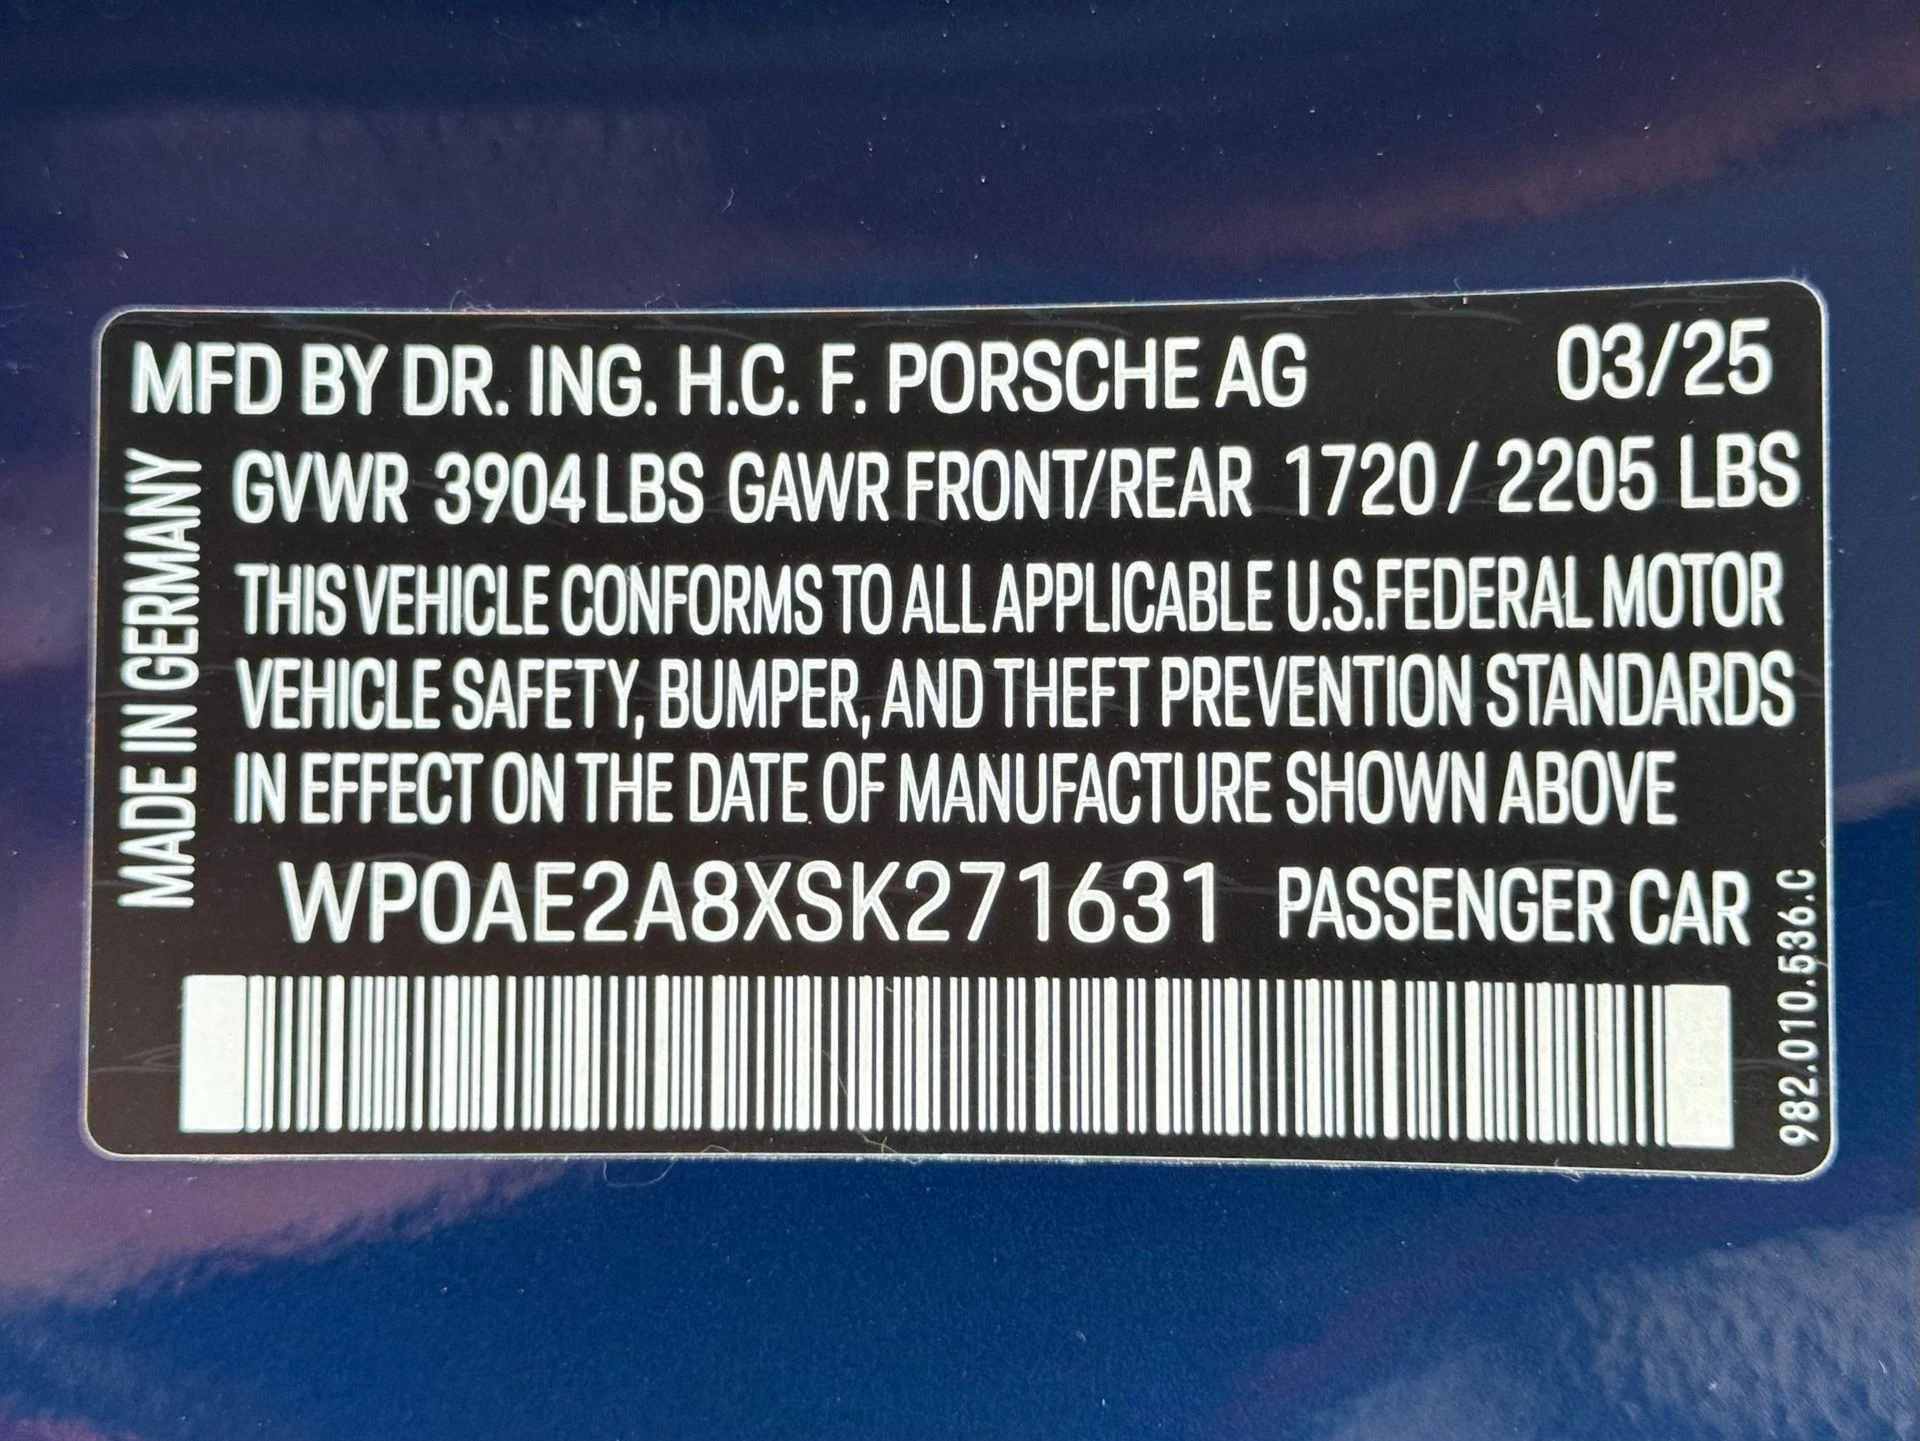 MFD BY DR. ING. H.C. F. PORSCHE AG 03/25
MADE IN GERMANY
GVWR 3904 LBS GAWR FRONT/REAR 1720 / 2205 LBS
THIS VEHICLE CONFORMS TO ALL APPLICABLE U.S.FEDERAL MOTOR
VEHICLE SAFETY, BUMPER, AND THEFT PREVENTION STANDARDS
IN EFFECT ON THE DATE OF MANUFACTURE SHOWN ABOVE
WP0AE2A8XSK271631 PASSENGER CAR
982.010.536.C